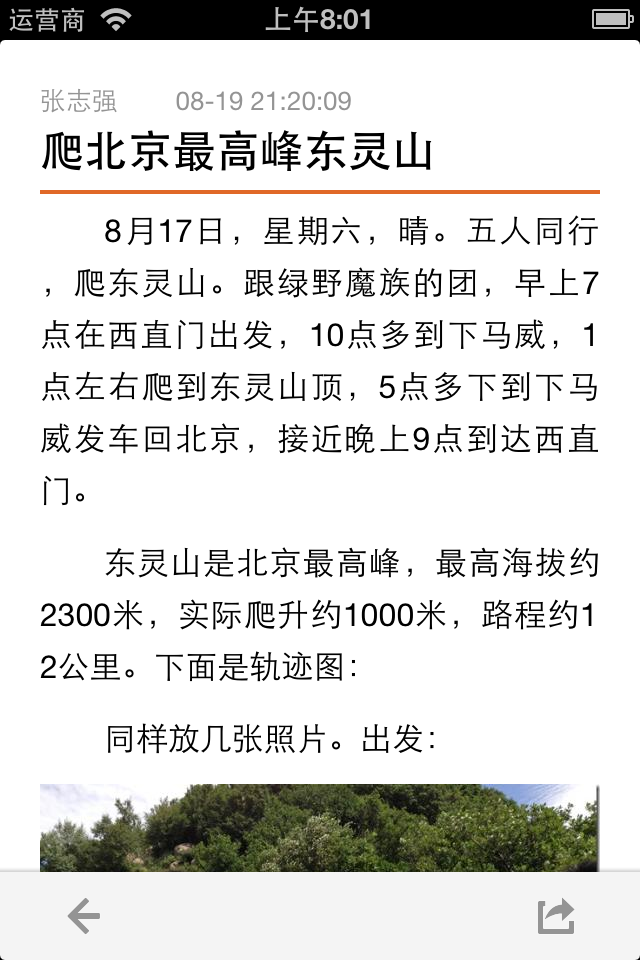 运营商 上午8:01
张志强 08-19 21:20:09
爬北京最高峰东灵山
8月17日，星期六，晴。五人同行
，爬东灵山。跟绿野魔族的团，早上7
点在西直门出发，10点多到下马威，1
点左右爬到东灵山顶，5点多下到下马
威发车回北京，接近晚上9点到达西直
门。
东灵山是北京最高峰，最高海拔约
2300米，实际爬升约1000米，路程约1
2公里。下面是轨迹图：
同样放几张照片。出发：